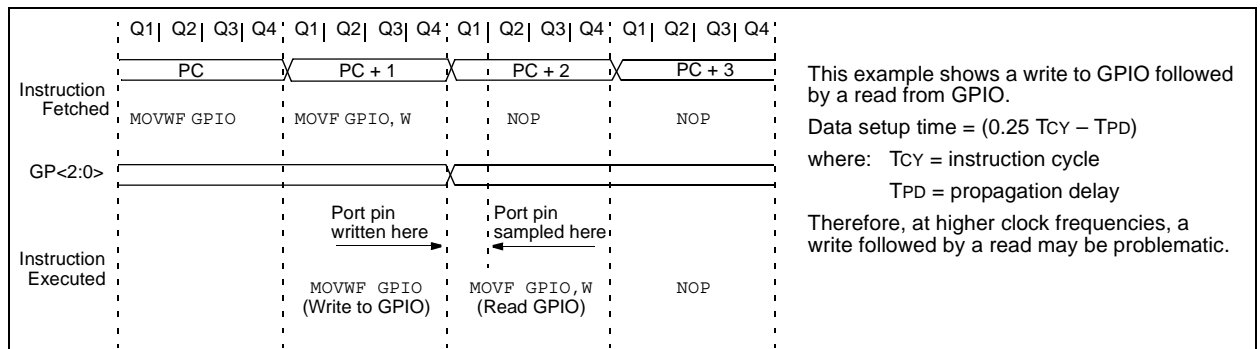 Q1| Q2| Q3| Q4 Q1| Q2| Q3| Q4 Q1| Q2| Q3| Q4 Q1| Q2| Q3| Q4
PC PC + 1 PC + 2 PC + 3
Instruction
Fetched
MOVWF GPIO MOVF GPIO, W NOP NOP
GP<2:0>
Port pin
written here
Port pin
sampled here
Instruction
Executed
MOVWF GPIO
(Write to GPIO)
MOVF GPIO,W
(Read GPIO)
NOP
This example shows a write to GPIO followed
by a read from GPIO.
Data setup time = (0.25 TCY – TPD)
where: TCY = instruction cycle
TPD = propagation delay
Therefore, at higher clock frequencies, a
write followed by a read may be problematic.